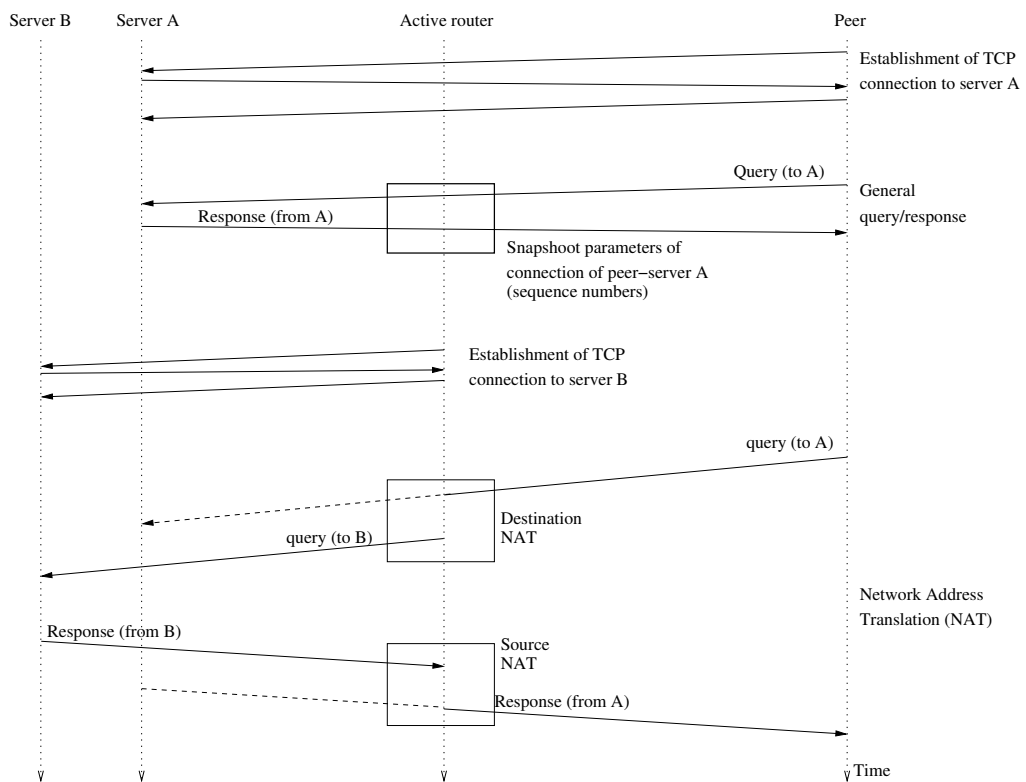 Server B
Server A
Active router
Peer
Establishment of TCP
connection to server A
Query (to A)
General
query/response
Response (from A)
Snapshoot parameters of
connection of peer−server A
(sequence numbers)
Establishment of TCP
connection to server B
query (to A)
Destination
NAT
query (to B)
Network Address
Translation (NAT)
Response (from B)
Source
NAT
Response (from A)
Time